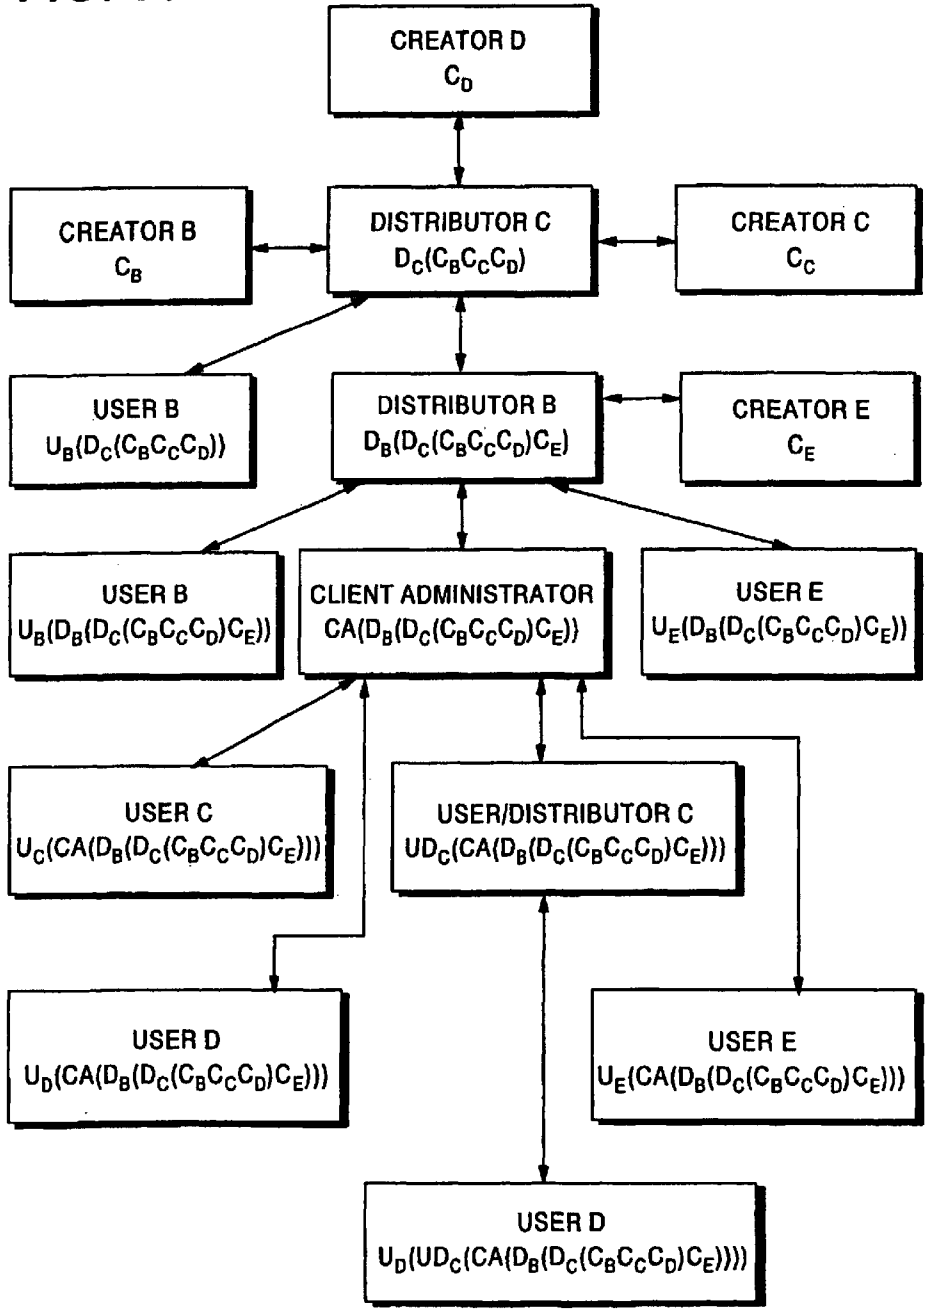 CREATOR D
C_D
CREATOR B
C_B
DISTRIBUTOR C
D_C(C_BC_CC_D)
CREATOR C
C_C
USER B
U_B(D_C(C_BC_CC_D))
DISTRIBUTOR B
D_B(D_C(C_BC_CC_D)C_E)
CREATOR E
C_E
USER B
U_B(D_B(D_C(C_BC_CC_D)C_E))
CLIENT ADMINISTRATOR
CA(D_B(D_C(C_BC_CC_D)C_E))
USER E
U_E(D_B(D_C(C_BC_CC_D)C_E))
USER C
U_C(CA(D_B(D_C(C_BC_CC_D)C_E)))
USER/DISTRIBUTOR C
UD_C(CA(D_B(D_C(C_BC_CC_D)C_E)))
USER D
U_D(CA(D_B(D_C(C_BC_CC_D)C_E)))
USER E
U_E(CA(D_B(D_C(C_BC_CC_D)C_E)))
USER D
U_D(UD_C(CA(D_B(D_C(C_BC_CC_D)C_E))))